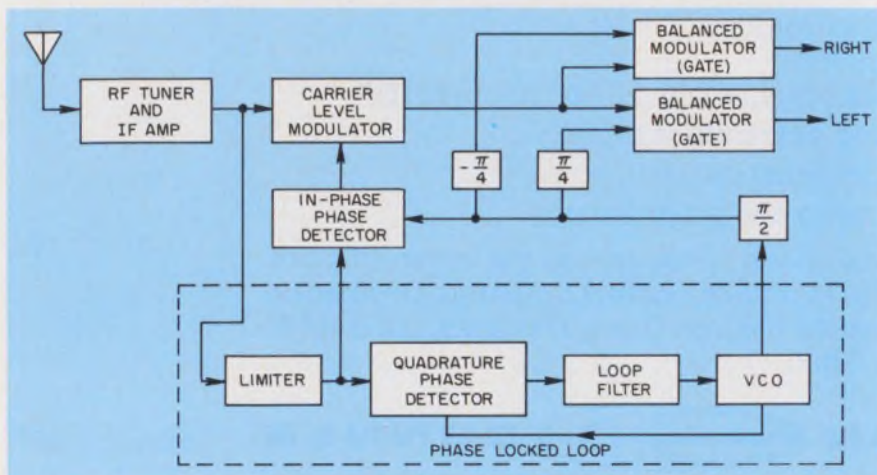 RF TUNER
AND
IF AMP
CARRIER
LEVEL
MODULATOR
BALANCED
MODULATOR
(GATE)
RIGHT
BALANCED
MODULATOR
(GATE)
LEFT
-π/4
π/4
IN-PHASE
PHASE
DETECTOR
π/2
LIMITER
QUADRATURE
PHASE
DETECTOR
LOOP
FILTER
VCO
PHASE LOCKED LOOP